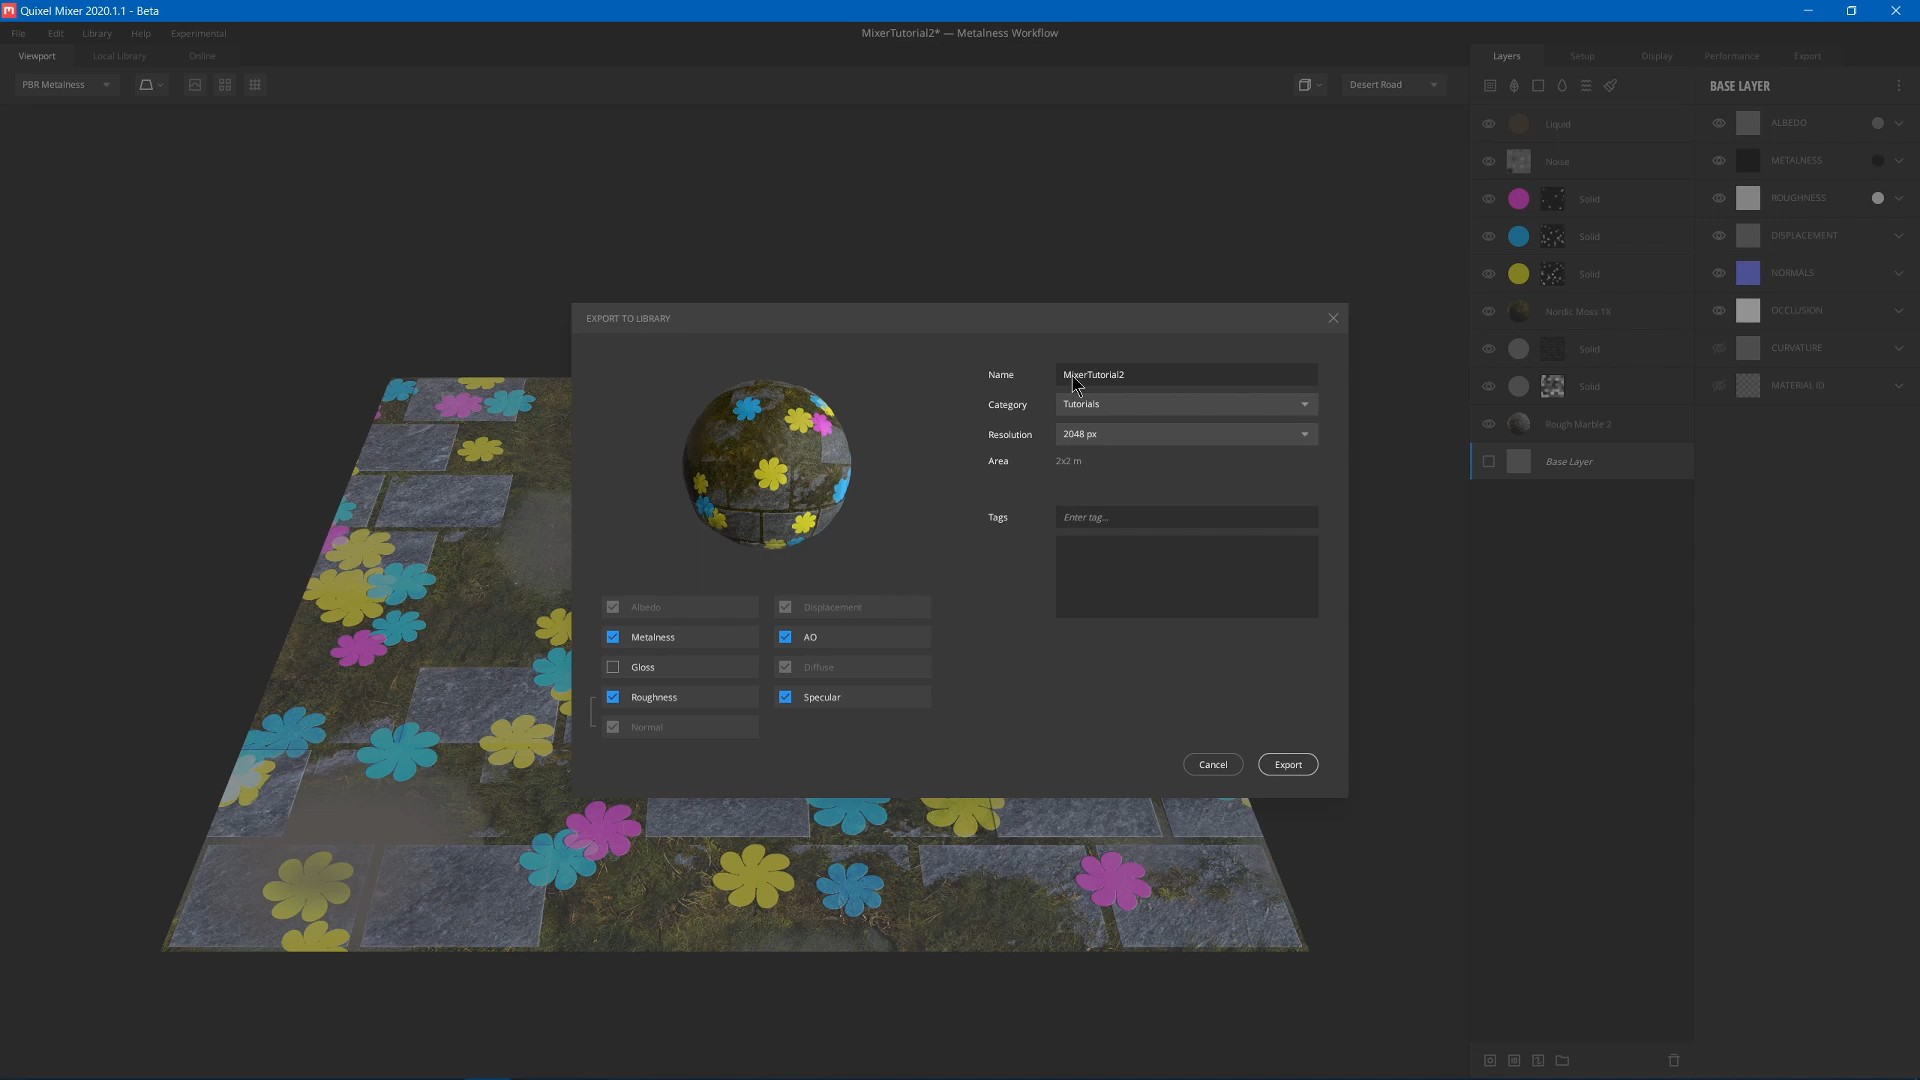 Quixel Mixer 2020.1.1 - Beta
File Edit Library Help Experimental
MixerTutorial2* — Metalness Workflow
Viewport Local Library Online
Layers Setup Display Performance Export
PBR Metalness
Desert Road
BASE LAYER
Liquid
Noise
Solid
Solid
Solid
Nordic Moss 1X
Solid
Solid
Rough Marble 2
Base Layer
ALBEDO
METALNESS
ROUGHNESS
DISPLACEMENT
NORMALS
OCCLUSION
CURVATURE
MATERIAL ID
EXPORT TO LIBRARY
Name MixerTutorial2
Category Tutorials
Resolution 2048 px
Area 2x2 m
Tags Enter tag...
Albedo Displacement
Metalness AO
Gloss Diffuse
Roughness Specular
Normal
Cancel Export